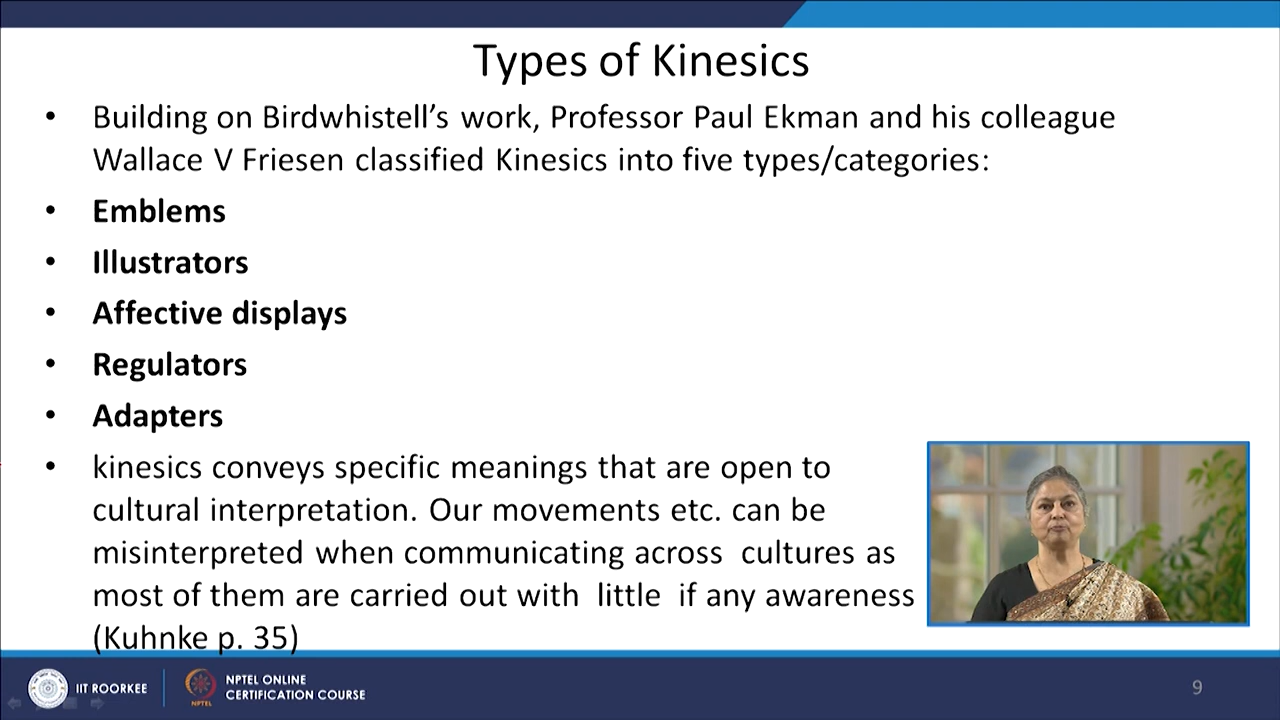 Types of Kinesics
• Building on Birdwhistell’s work, Professor Paul Ekman and his colleague
Wallace V Friesen classified Kinesics into five types/categories:
• Emblems
• Illustrators
• Affective displays
• Regulators
• Adapters
• kinesics conveys specific meanings that are open to
cultural interpretation. Our movements etc. can be
misinterpreted when communicating across cultures as
most of them are carried out with little if any awareness
(Kuhnke p. 35)
IIT ROORKEE
NPTEL
NPTEL ONLINE
CERTIFICATION COURSE
9